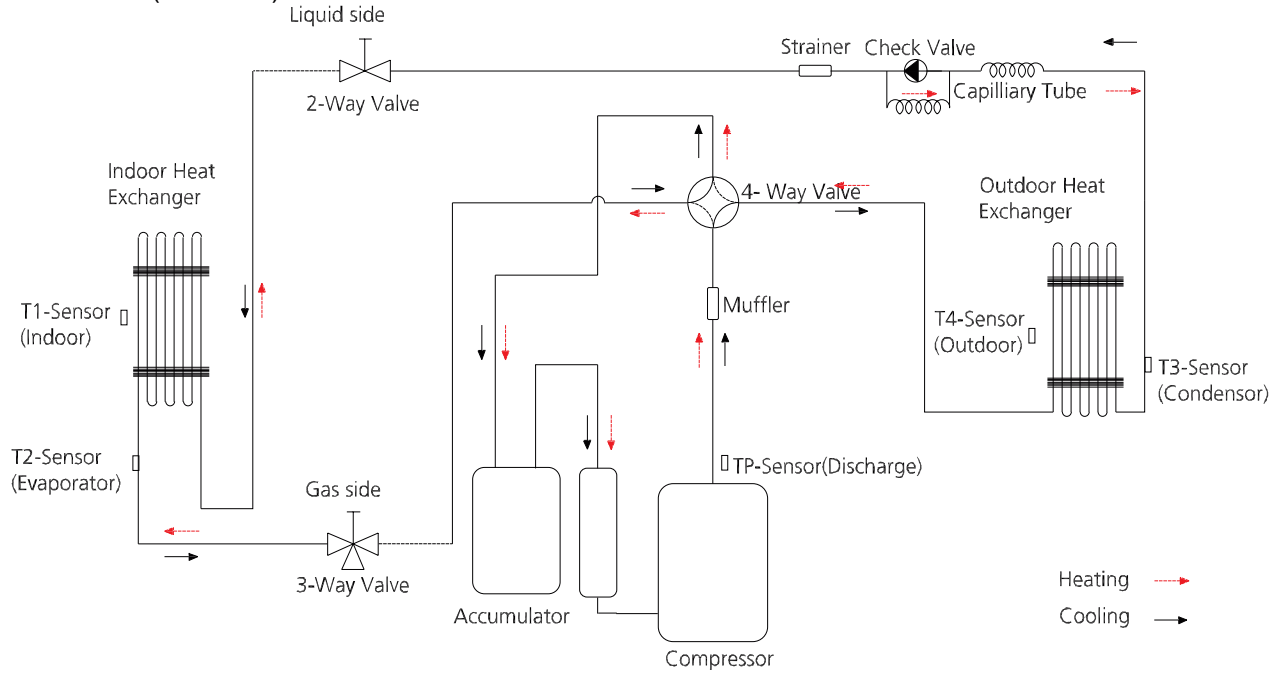 Liquid side
2-Way Valve
Strainer
Check Valve
Capilliary Tube
Indoor Heat
Exchanger
4- Way Valve
Outdoor Heat
Exchanger
T1-Sensor
(Indoor)
Muffler
T4-Sensor
(Outdoor)
T3-Sensor
(Condensor)
T2-Sensor
(Evaporator)
TP-Sensor(Discharge)
Gas side
3-Way Valve
Accumulator
Compressor
Heating
Cooling